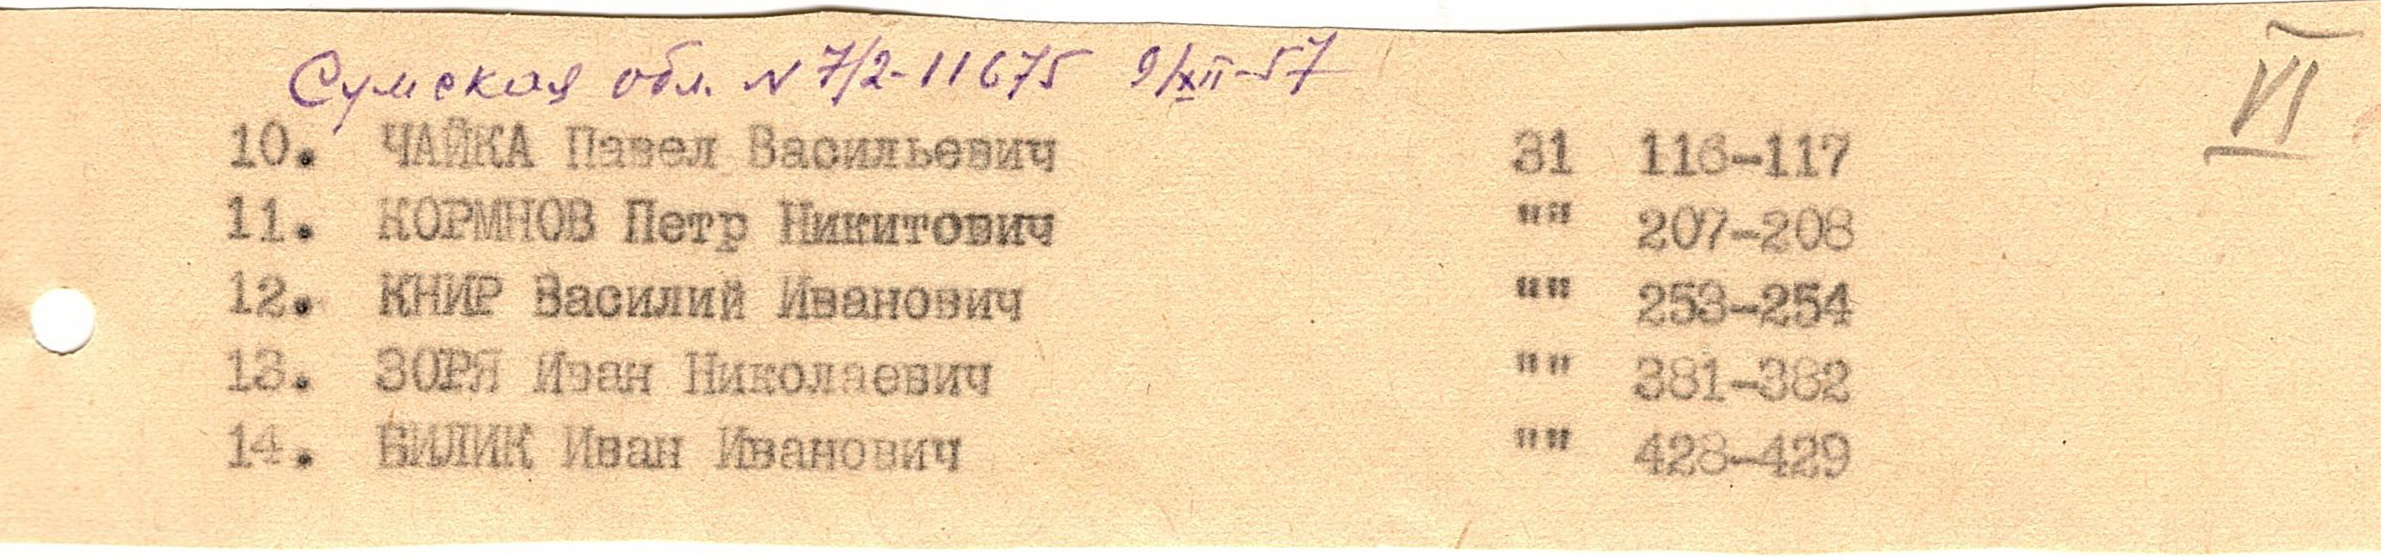 Сумская обл. N 7/2-11675 9/XII-57
VI
10. ЧАЙКА Павел Васильевич 31 116-117
11. КОРМНОВ Петр Никитович "" 207-208
12. КНИР Василий Иванович "" 253-254
13. ЗОРЯ Иван Николаевич "" 381-382
14. БИЛИК Иван Иванович "" 428-429